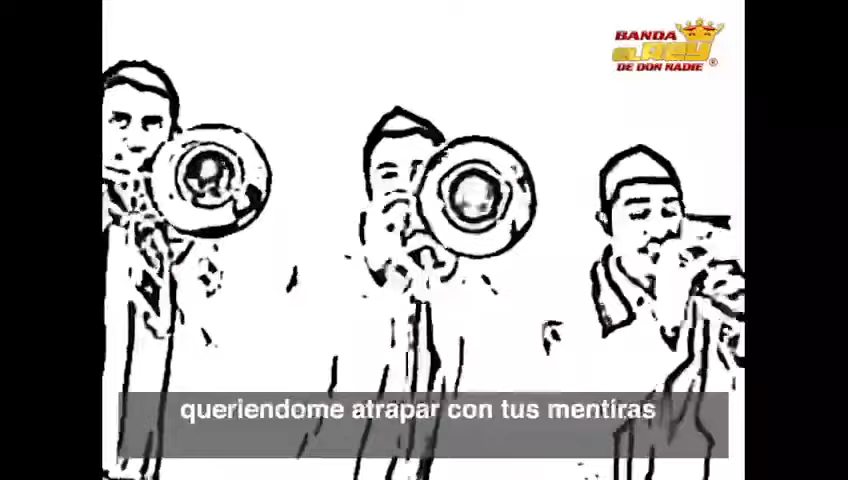 BANDA
EL REY
DE DON NADIE ®
queriendome atrapar con tus mentiras